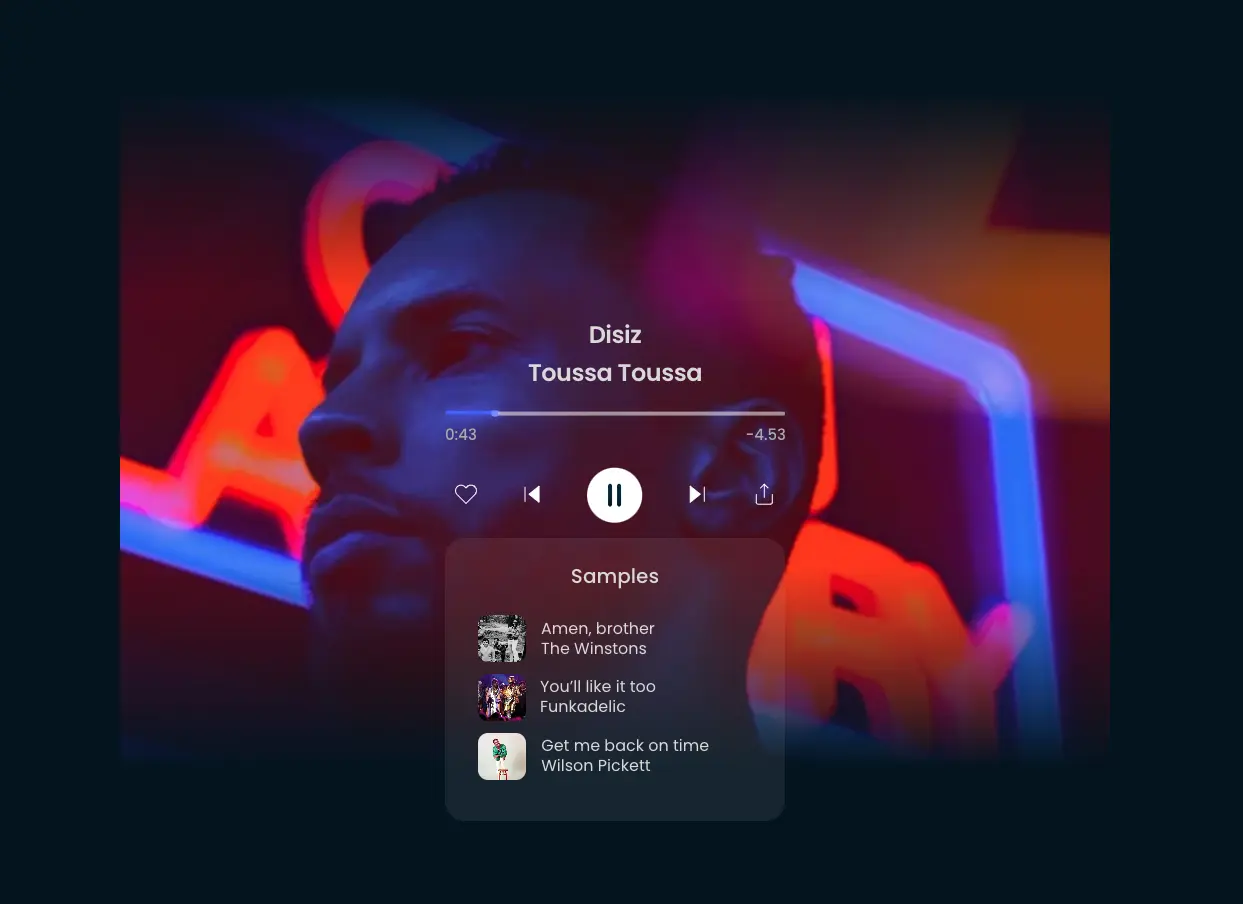 Disiz
Toussa Toussa
0:43
-4.53
Samples
Amen, brother
The Winstons
You’ll like it too
Funkadelic
Get me back on time
Wilson Pickett